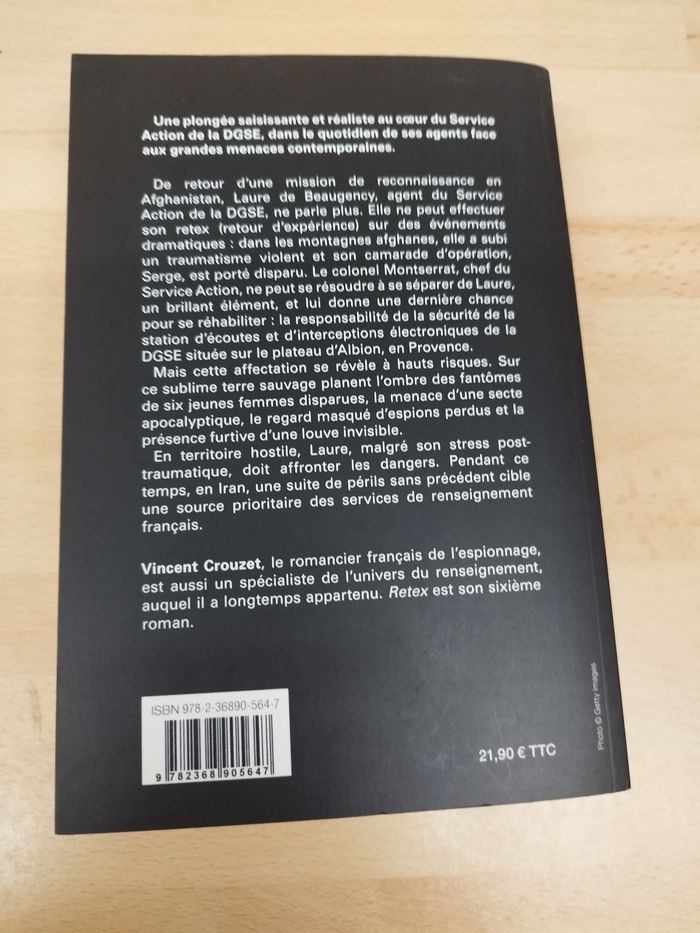 Une plongée saisissante et réaliste au cœur du Service
Action de la DGSE, dans le quotidien de ses agents face
aux grandes menaces contemporaines.
De retour d'une mission de reconnaissance en
Afghanistan, Laure de Beaugency, agent du Service
Action de la DGSE, ne parle plus. Elle ne peut effectuer
son retex (retour d'expérience) sur des événements
dramatiques : dans les montagnes afghanes, elle a subi
un traumatisme violent et son camarade d'opération,
Serge, est porté disparu. Le colonel Montserrat, chef du
Service Action, ne peut se résoudre à se séparer de Laure,
un brillant élément, et lui donne une dernière chance
pour se réhabiliter : la responsabilité de la sécurité de la
station d'écoutes et d'interceptions électroniques de la
DGSE située sur le plateau d'Albion, en Provence.
Mais cette affectation se révèle à hauts risques. Sur
ce sublime terre sauvage planent l'ombre des fantômes
de six jeunes femmes disparues, la menace d'une secte
apocalyptique, le regard masqué d'espions perdus et la
présence furtive d'une louve invisible.
En territoire hostile, Laure, malgré son stress post-
traumatique, doit affronter les dangers. Pendant ce
temps, en Iran, une suite de périls sans précédent cible
une source prioritaire des services de renseignement
français.
Vincent Crouzet, le romancier français de l'espionnage,
est aussi un spécialiste de l'univers du renseignement,
auquel il a longtemps appartenu. Retex est son sixième
roman.
ISBN 978-2-36890-564-7
9 782368 905647
21,90 € TTC
Photo © Getty Images